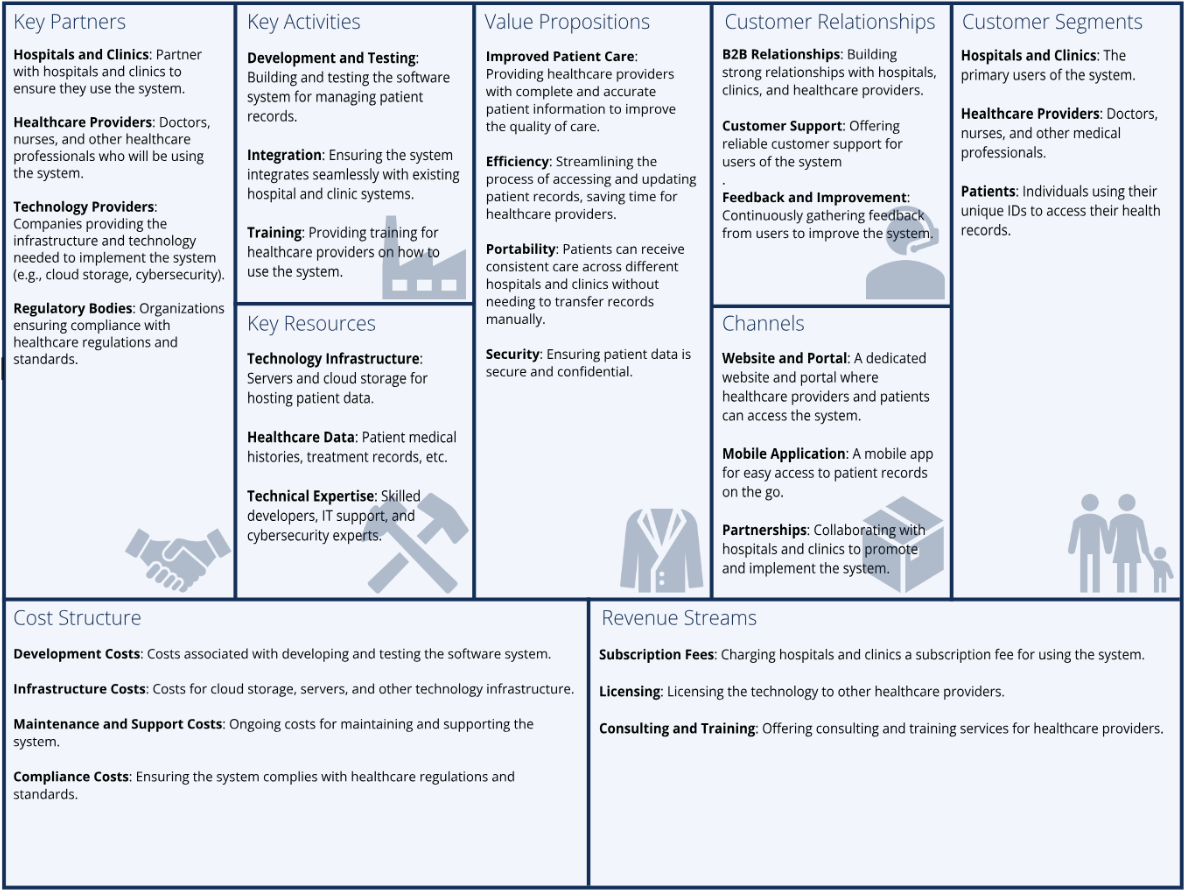 Key Partners
Hospitals and Clinics: Partner
with hospitals and clinics to
ensure they use the system.
Healthcare Providers: Doctors,
nurses, and other healthcare
professionals who will be using
the system.
Technology Providers:
Companies providing the
infrastructure and technology
needed to implement the system
(e.g., cloud storage, cybersecurity).
Regulatory Bodies: Organizations
ensuring compliance with
healthcare regulations and
standards.
Key Activities
Development and Testing:
Building and testing the software
system for managing patient
records.
Integration: Ensuring the system
integrates seamlessly with existing
hospital and clinic systems.
Training: Providing training for
healthcare providers on how to
use the system.
Key Resources
Technology Infrastructure:
Servers and cloud storage for
hosting patient data.
Healthcare Data: Patient medical
histories, treatment records, etc.
Technical Expertise: Skilled
developers, IT support, and
cybersecurity experts.
Value Propositions
Improved Patient Care:
Providing healthcare providers
with complete and accurate
patient information to improve
the quality of care.
Efficiency: Streamlining the
process of accessing and updating
patient records, saving time for
healthcare providers.
Portability: Patients can receive
consistent care across different
hospitals and clinics without
needing to transfer records
manually.
Security: Ensuring patient data is
secure and confidential.
Customer Relationships
B2B Relationships: Building
strong relationships with hospitals,
clinics, and healthcare providers.
Customer Support: Offering
reliable customer support for
users of the system
.
Feedback and Improvement:
Continuously gathering feedback
from users to improve the system.
Channels
Website and Portal: A dedicated
website and portal where
healthcare providers and patients
can access the system.
Mobile Application: A mobile app
for easy access to patient records
on the go.
Partnerships: Collaborating with
hospitals and clinics to promote
and implement the system.
Customer Segments
Hospitals and Clinics: The
primary users of the system.
Healthcare Providers: Doctors,
nurses, and other medical
professionals.
Patients: Individuals using their
unique IDs to access their health
records.
Cost Structure
Development Costs: Costs associated with developing and testing the software system.
Infrastructure Costs: Costs for cloud storage, servers, and other technology infrastructure.
Maintenance and Support Costs: Ongoing costs for maintaining and supporting the
system.
Compliance Costs: Ensuring the system complies with healthcare regulations and
standards.
Revenue Streams
Subscription Fees: Charging hospitals and clinics a subscription fee for using the system.
Licensing: Licensing the technology to other healthcare providers.
Consulting and Training: Offering consulting and training services for healthcare providers.